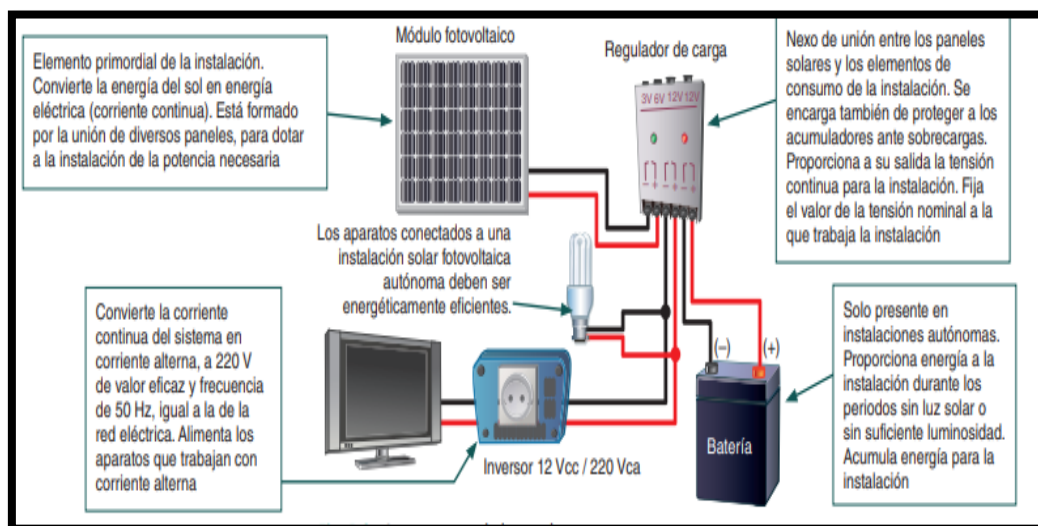 Elemento primordial de la instalación.
Convierte la energía del sol en energía
eléctrica (corriente continua). Está formado
por la unión de diversos paneles, para dotar
a la instalación de la potencia necesaria
Módulo fotovoltaico
Regulador de carga
3V 6V 12V 12V
Nexo de unión entre los paneles
solares y los elementos de
consumo de la instalación. Se
encarga también de proteger a los
acumuladores ante sobrecargas.
Proporciona a su salida la tensión
continua para la instalación. Fija
el valor de la tensión nominal a la
que trabaja la instalación
Los aparatos conectados a una
instalación solar fotovoltaica
autónoma deben ser
energéticamente eficientes.
Convierte la corriente
continua del sistema en
corriente alterna, a 220 V
de valor eficaz y frecuencia
de 50 Hz, igual a la de la
red eléctrica. Alimenta los
aparatos que trabajan con
corriente alterna
Inversor 12 Vcc / 220 Vca
(–) (+)
Batería
Solo presente en
instalaciones autónomas.
Proporciona energía a la
instalación durante los
periodos sin luz solar o
sin suficiente luminosidad.
Acumula energía para la
instalación